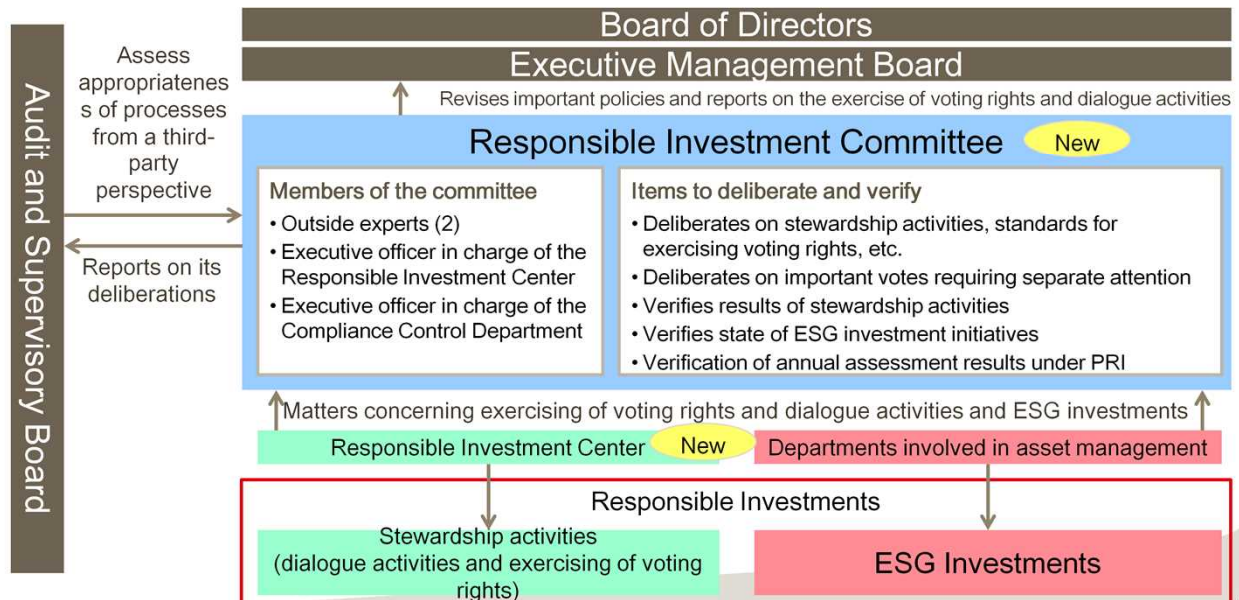 Board of Directors
Executive Management Board
Revises important policies and reports on the exercise of voting rights and dialogue activities
Audit and Supervisory Board
Assess
appropriatenes
s of processes
from a third-
party
perspective
Reports on its
deliberations
Responsible Investment Committee
New
Members of the committee
• Outside experts (2)
• Executive officer in charge of the
Responsible Investment Center
• Executive officer in charge of the
Compliance Control Department
Items to deliberate and verify
• Deliberates on stewardship activities, standards for
exercising voting rights, etc.
• Deliberates on important votes requiring separate attention
• Verifies results of stewardship activities
• Verifies state of ESG investment initiatives
• Verification of annual assessment results under PRI
Matters concerning exercising of voting rights and dialogue activities and ESG investments
Responsible Investment Center
New
Departments involved in asset management
Responsible Investments
Stewardship activities
(dialogue activities and exercising of voting
rights)
ESG Investments